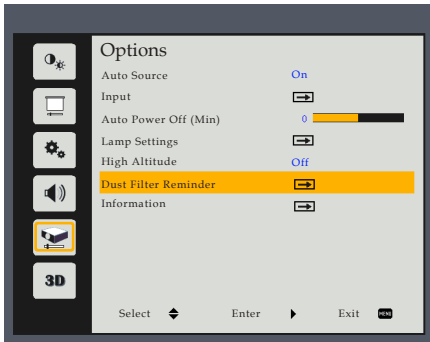 Options
Auto Source On
Input
Auto Power Off (Min) 0
Lamp Settings
High Altitude Off
Dust Filter Reminder
Information
3D
Select Enter Exit MENU